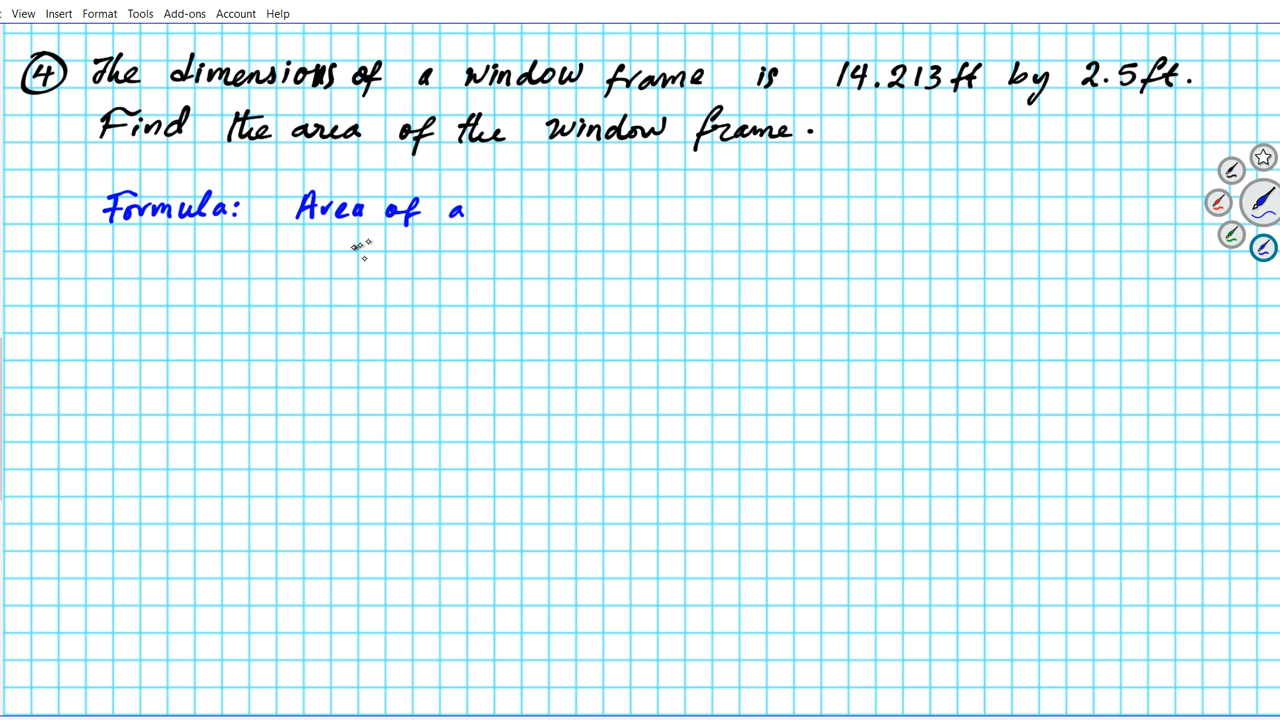 View Insert Format Tools Add-ons Account Help
4 The dimensions of a window frame is 14.213ft by 2.5ft.
Find the area of the window frame.
Formula: Area of a